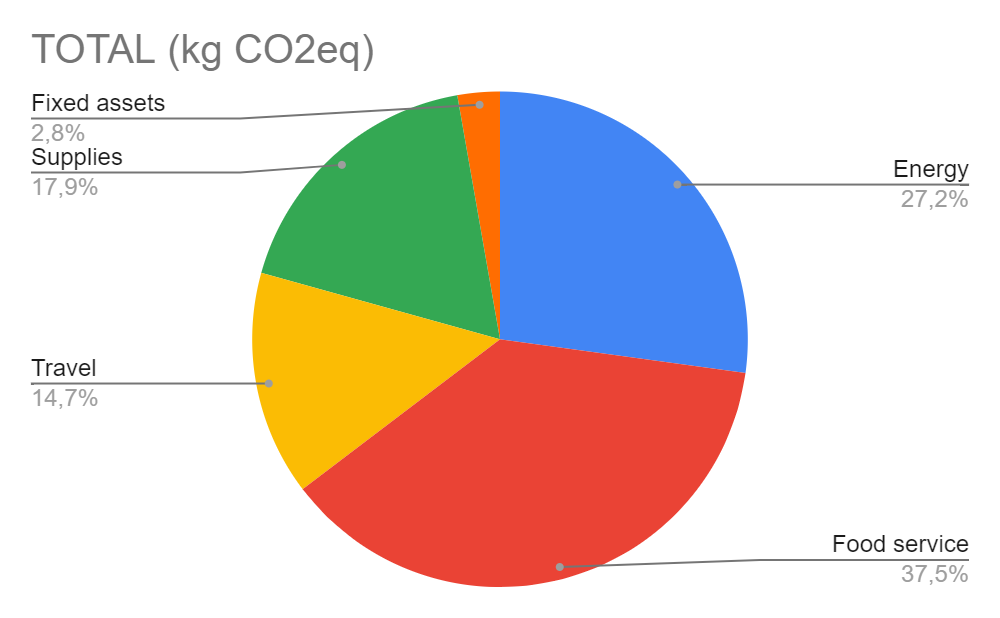 TOTAL (kg CO2eq)
Fixed assets
2,8%
Supplies
17,9%
Energy
27,2%
Travel
14,7%
Food service
37,5%